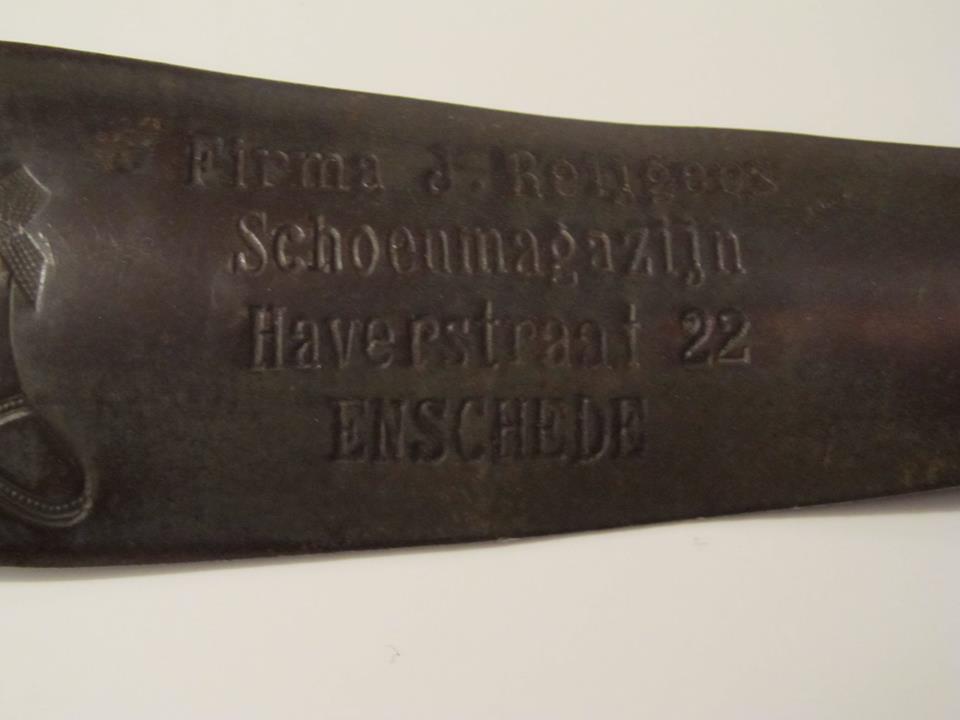 Firma J.
Schoenmagazijn
Haverstraat 22
ENSCHEDE